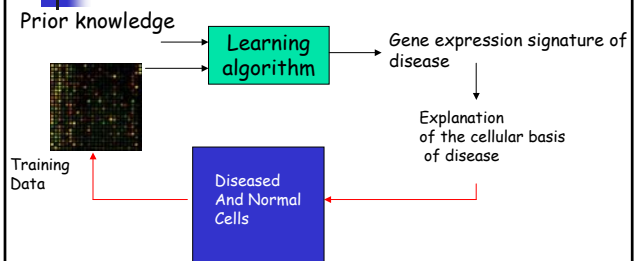 Prior knowledge
Learning
algorithm
Gene expression signature of
disease
Explanation
of the cellular basis
of disease
Training
Data
Diseased
And Normal
Cells